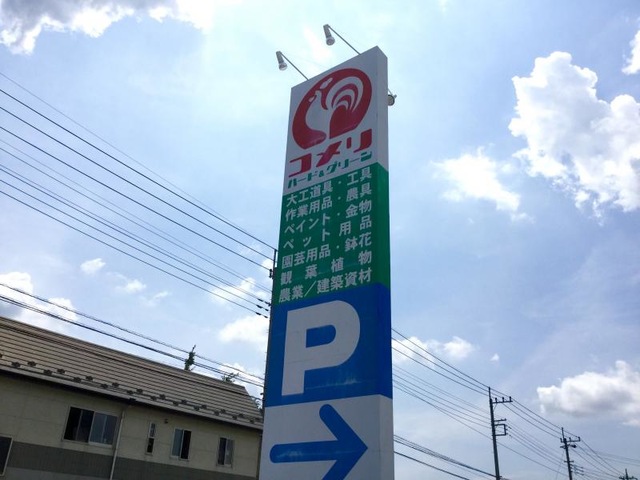 コメリ
ハード&グリーン
大工道具・工具
作業用品・農具
ペイント・金物
ペット用品
園芸用品・鉢花
観葉植物
農業/建築資材
P